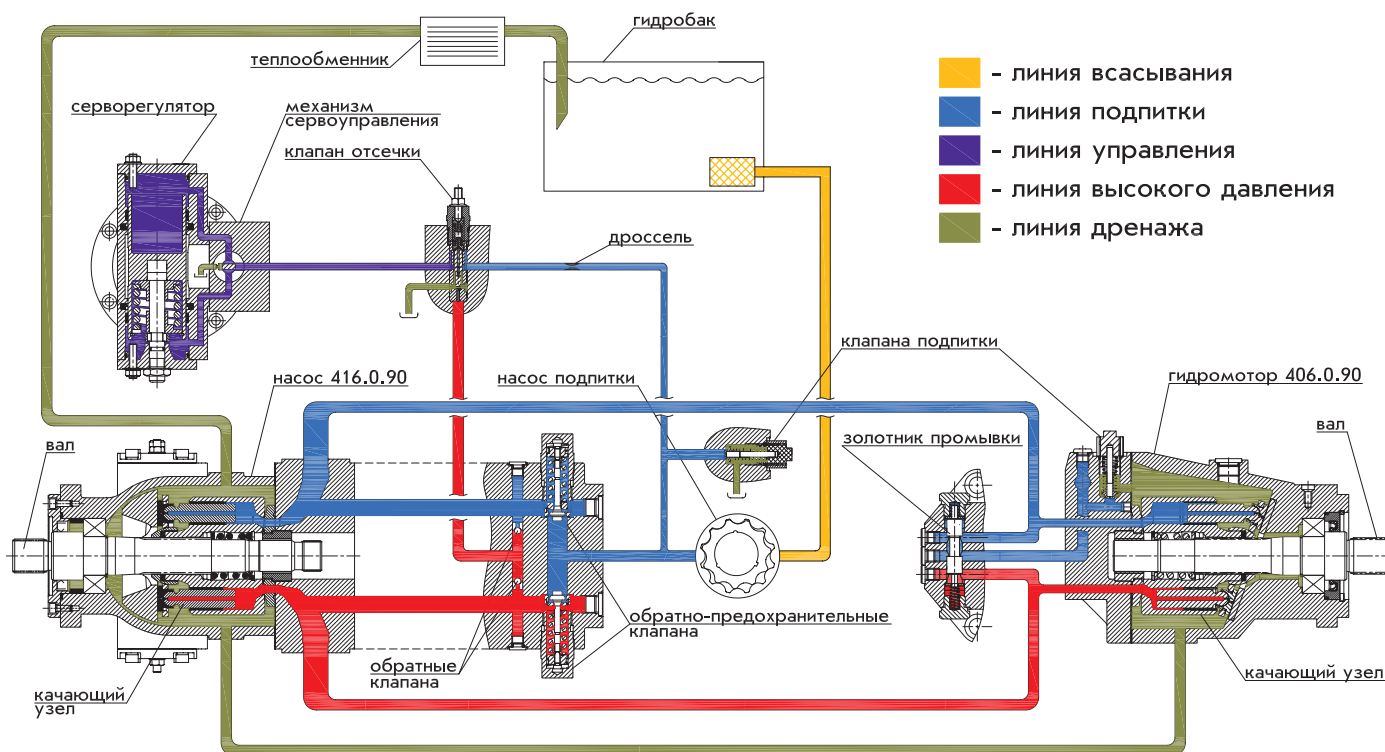 гидробак
теплообменник
серворегулятор
механизм
сервоуправления
клапан отсечки
дроссель
- линия всасывания
- линия подпитки
- линия управления
- линия высокого давления
- линия дренажа
насос 416.0.90
насос подпитки
клапана подпитки
гидромотор 406.0.90
вал
золотник промывки
вал
обратно-предохранительные
клапана
обратные
клапана
качающий
узел
качающий узел